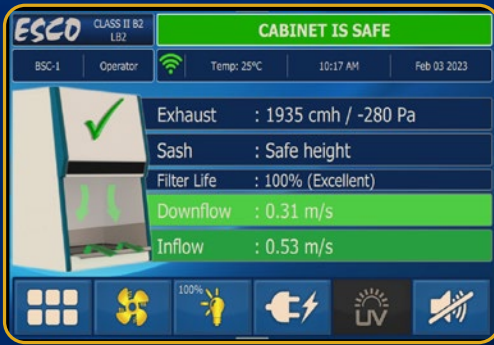 ESCO CLASS II B2 LB2 CABINET IS SAFE
BSC-1 Operator Temp: 25°C 10:17 AM Feb 03 2023
Exhaust : 1935 cmh / -280 Pa
Sash : Safe height
Filter Life : 100% (Excellent)
Downflow : 0.31 m/s
Inflow : 0.53 m/s
100%
UV